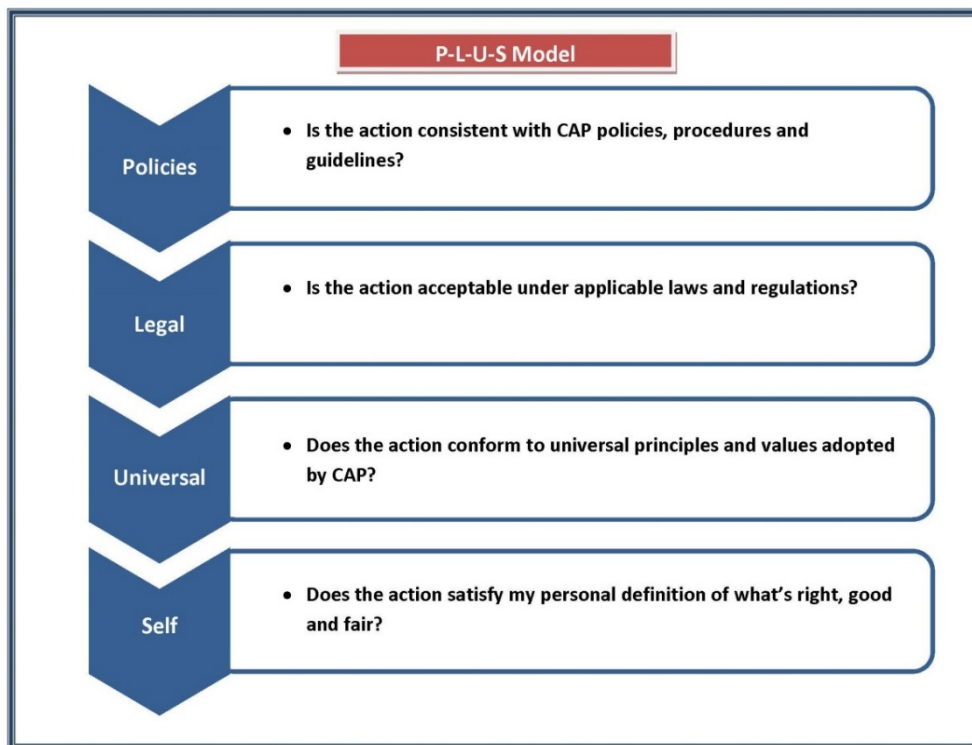 P-L-U-S Model
Policies
• Is the action consistent with CAP policies, procedures and
guidelines?
Legal
• Is the action acceptable under applicable laws and regulations?
Universal
• Does the action conform to universal principles and values adopted
by CAP?
Self
• Does the action satisfy my personal definition of what’s right, good
and fair?